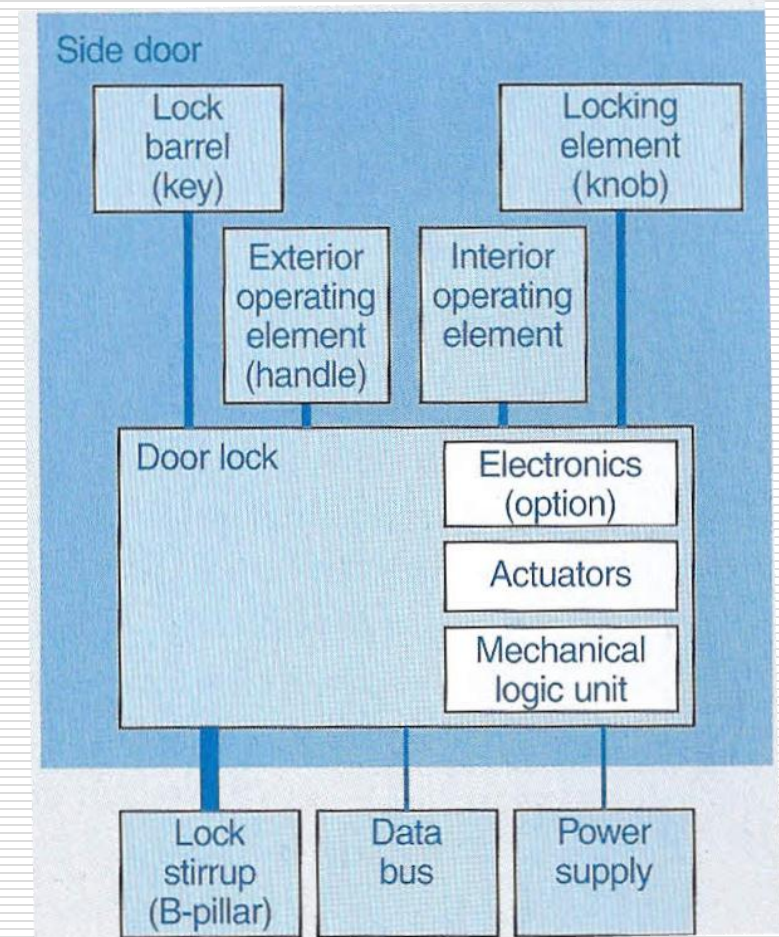 Side door
Lock
barrel
(key)
Locking
element
(knob)
Exterior
operating
element
(handle)
Interior
operating
element
Door lock
Electronics
(option)
Actuators
Mechanical
logic unit
Lock
stirrup
(B-pillar)
Data
bus
Power
supply